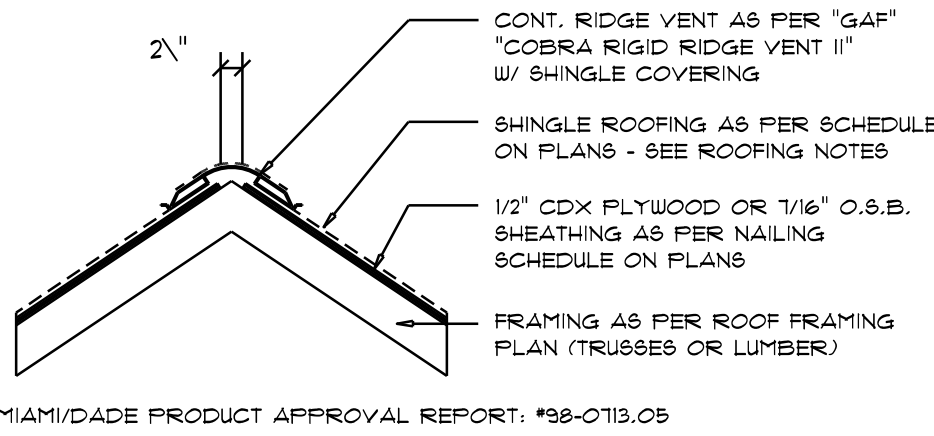 2\"
CONT. RIDGE VENT AS PER "GAF"
"COBRA RIGID RIDGE VENT II"
W/ SHINGLE COVERING
SHINGLE ROOFING AS PER SCHEDULE
ON PLANS - SEE ROOFING NOTES
1/2" CDX PLYWOOD OR 7/16" O.S.B.
SHEATHING AS PER NAILING
SCHEDULE ON PLANS
FRAMING AS PER ROOF FRAMING
PLAN (TRUSSES OR LUMBER)
MIAMI/DADE PRODUCT APPROVAL REPORT: #98-0713.05